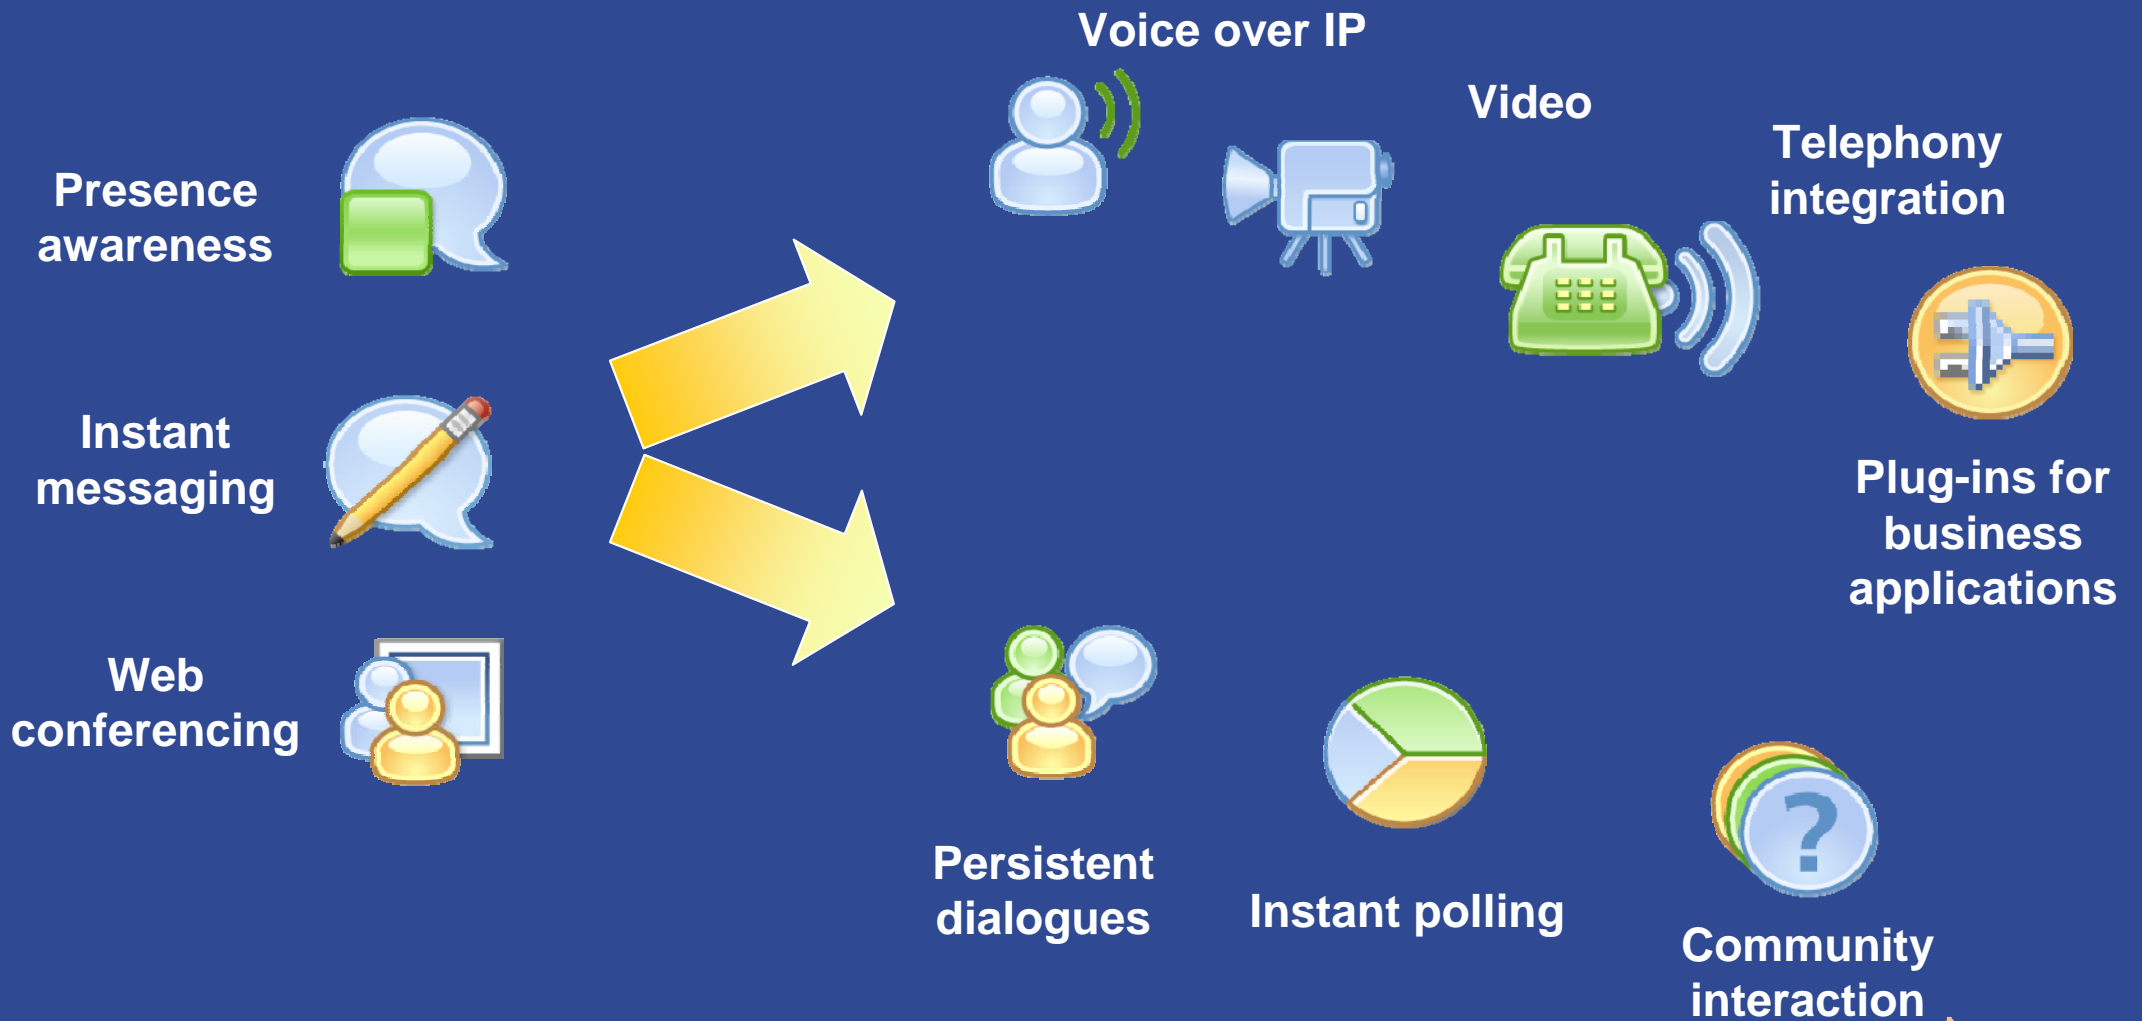 Voice over IP
Video
Telephony
integration
Presence
awareness
Instant
messaging
Plug-ins for
business
applications
Web
conferencing
Persistent
dialogues
Instant polling
Community
interaction
?